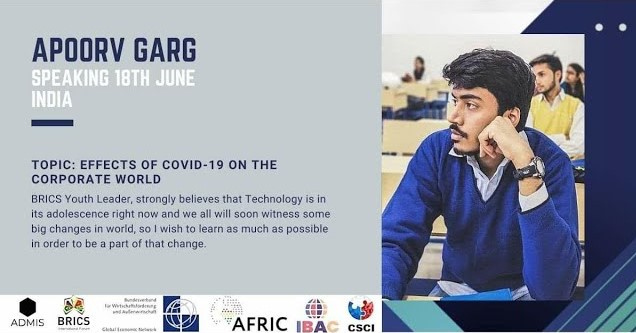 APOORV GARG
SPEAKING 18TH JUNE
INDIA
TOPIC: EFFECTS OF COVID-19 ON THE
CORPORATE WORLD
BRICS Youth Leader, strongly believes that Technology is in
its adolescence right now and we all will soon witness some
big changes in world, so I wish to learn as much as possible
in order to be a part of that change.
ADMIS
BRICS
International Forum
Bundesverband
für Wirtschaftsförderung
und Außenwirtschaft
Global Economic Network
AFRIC
IBAC
CSCI